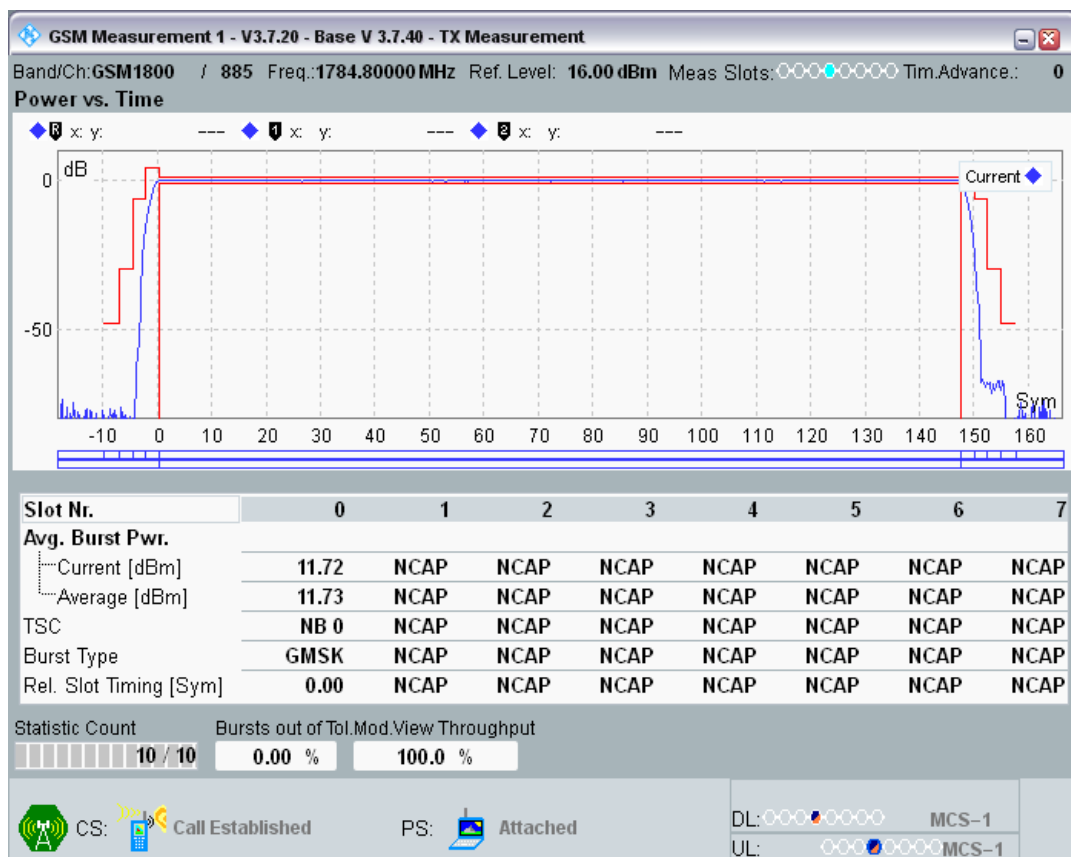 GSM Measurement 1 - V3.7.20 - Base V 3.7.40 - TX Measurement
Band/Ch:GSM1800 / 885 Freq.:1784.80000 MHz Ref. Level: 16.00 dBm Meas Slots: Tim.Advance.: 0
Power vs. Time
R x: y: --- 1 x: y: --- 2 x: y: ---
dB
Current
0
-50
Sym
-10 0 10 20 30 40 50 60 70 80 90 100 110 120 130 140 150 160
Slot Nr. 0 1 2 3 4 5 6 7
Avg. Burst Pwr.
Current [dBm] 11.72 NCAP NCAP NCAP NCAP NCAP NCAP NCAP
Average [dBm] 11.73 NCAP NCAP NCAP NCAP NCAP NCAP NCAP
TSC NB 0 NCAP NCAP NCAP NCAP NCAP NCAP NCAP
Burst Type GMSK NCAP NCAP NCAP NCAP NCAP NCAP NCAP
Rel. Slot Timing [Sym] 0.00 NCAP NCAP NCAP NCAP NCAP NCAP NCAP
Statistic Count Bursts out of Tol.Mod.View Throughput
10 / 10 0.00 % 100.0 %
CS: Call Established PS: Attached
DL: MCS-1
UL: MCS-1